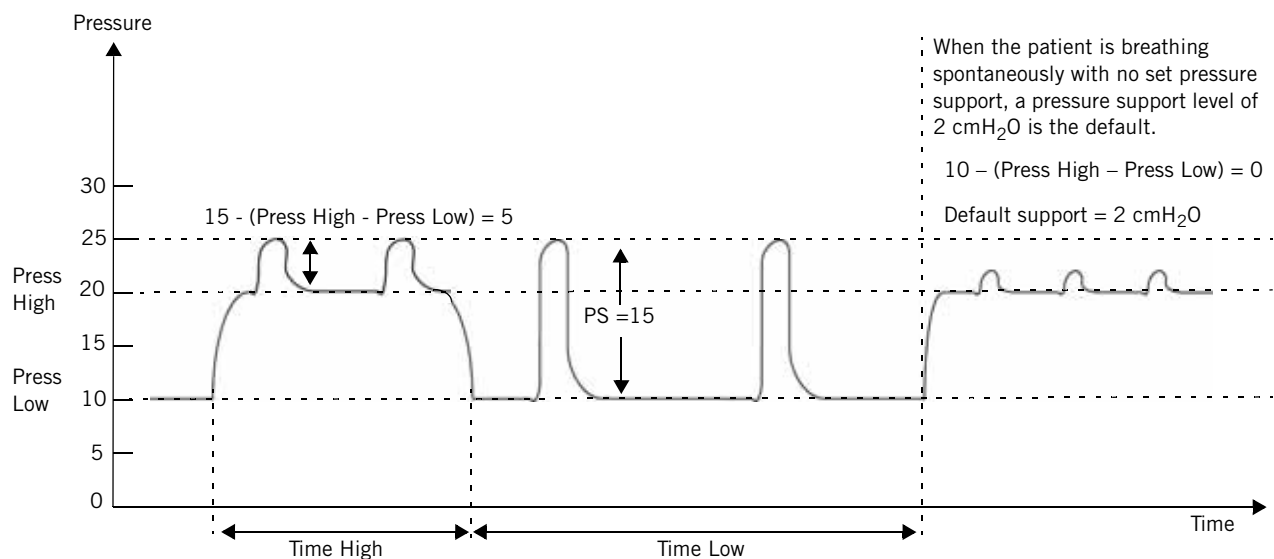 Pressure
When the patient is breathing
spontaneously with no set pressure
support, a pressure support level of
2 cmH₂O is the default.
10 – (Press High – Press Low) = 0
Default support = 2 cmH₂O
30
15 - (Press High - Press Low) = 5
25
Press
High
20
PS =15
15
Press
Low
10
5
0
Time
Time High
Time Low